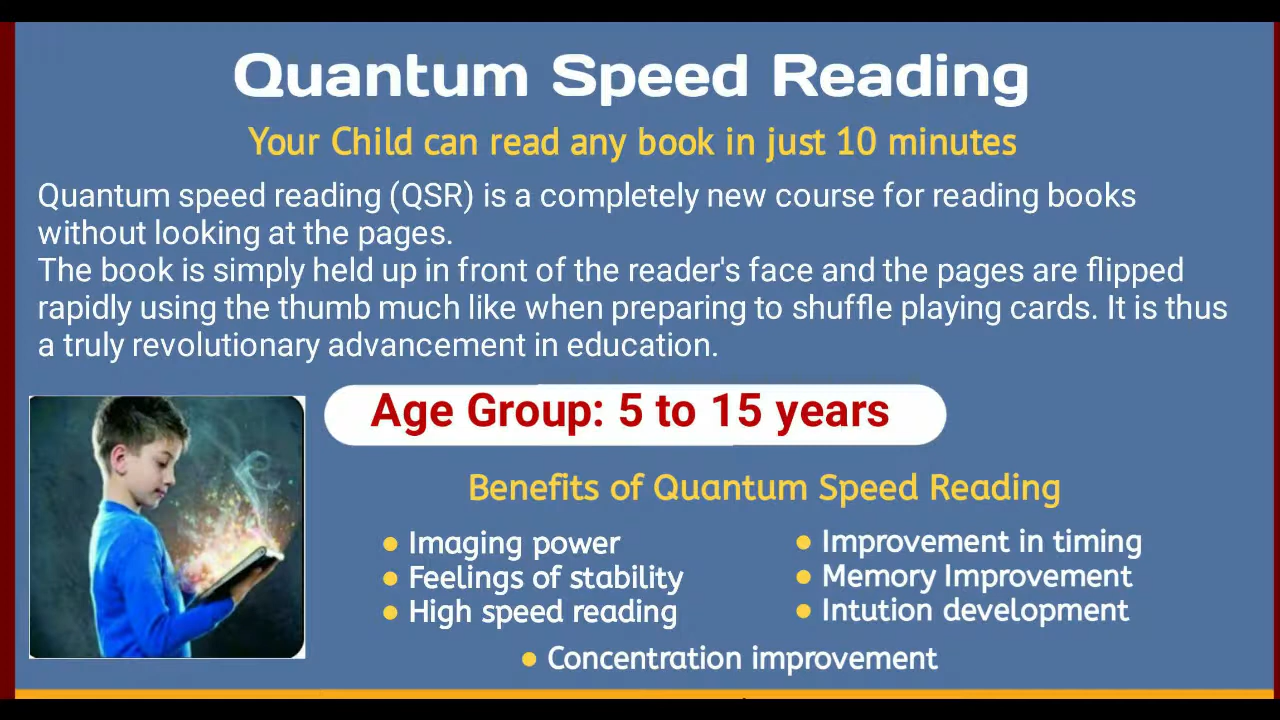 Quantum Speed Reading
Your Child can read any book in just 10 minutes
Quantum speed reading (QSR) is a completely new course for reading books
without looking at the pages.
The book is simply held up in front of the reader's face and the pages are flipped
rapidly using the thumb much like when preparing to shuffle playing cards. It is thus
a truly revolutionary advancement in education.
Age Group: 5 to 15 years
Benefits of Quantum Speed Reading
• Imaging power
• Feelings of stability
• High speed reading
• Improvement in timing
• Memory Improvement
• Intution development
• Concentration improvement